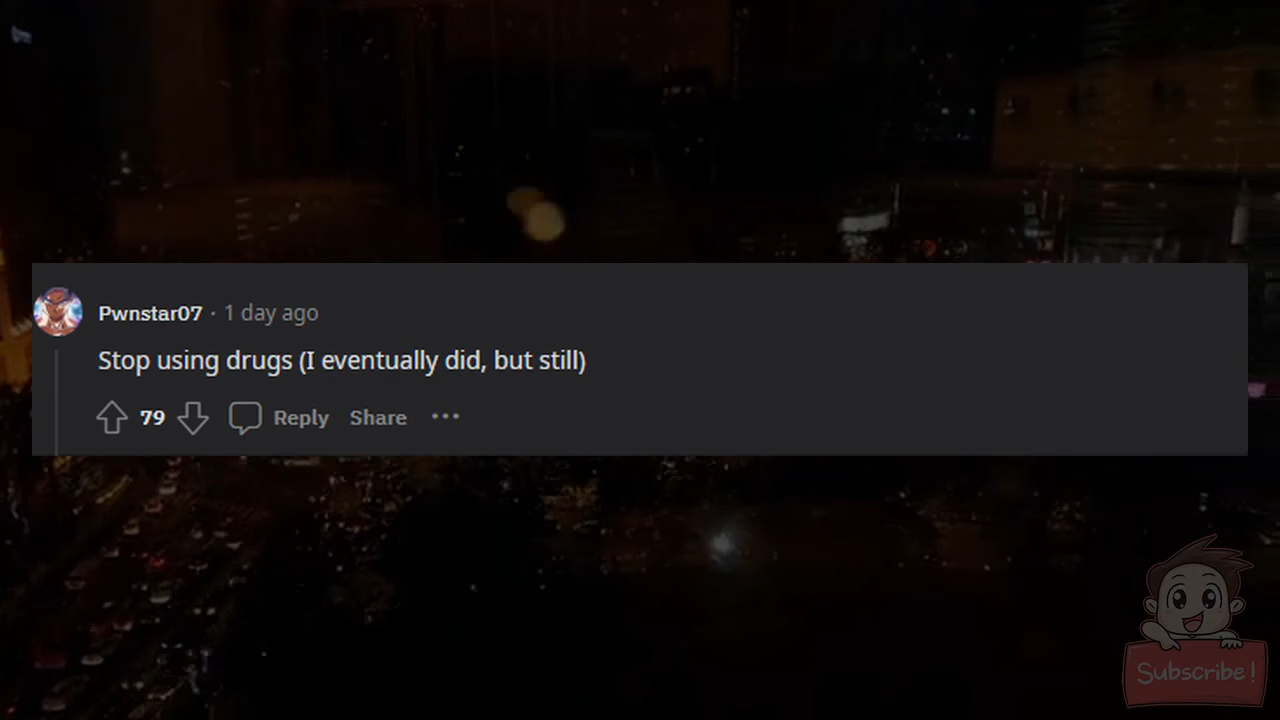 Pwnstar07 · 1 day ago
Stop using drugs (I eventually did, but still)
79 Reply Share •••
Subscribe!